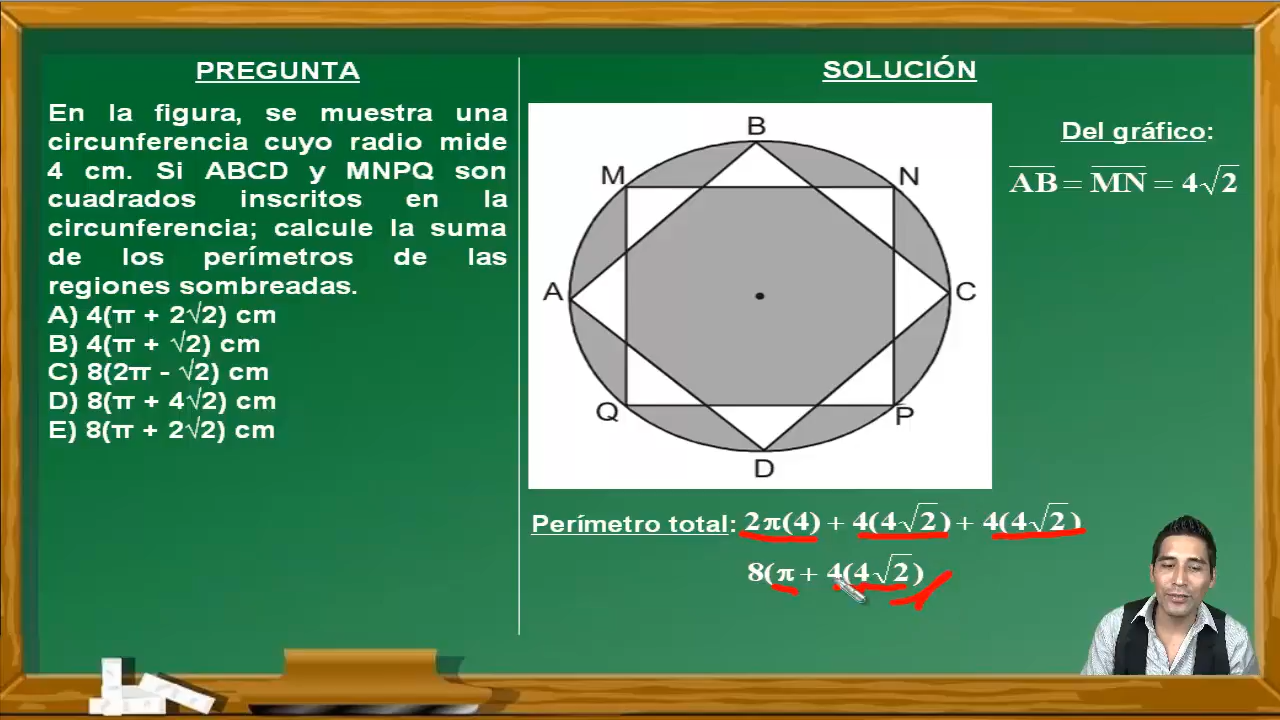 PREGUNTA
En la figura, se muestra una
circunferencia cuyo radio mide
4 cm. Si ABCD y MNPQ son
cuadrados inscritos en la
circunferencia; calcule la suma
de los perímetros de las
regiones sombreadas.
A) 4(π + 2√2) cm
B) 4(π + √2) cm
C) 8(2π - √2) cm
D) 8(π + 4√2) cm
E) 8(π + 2√2) cm
SOLUCIÓN
B
M
N
A
C
Q
P
D
Del gráfico:
AB = MN = 4√2
Perímetro total: 2π(4) + 4(4√2) + 4(4√2)
8(π + 4(4√2)